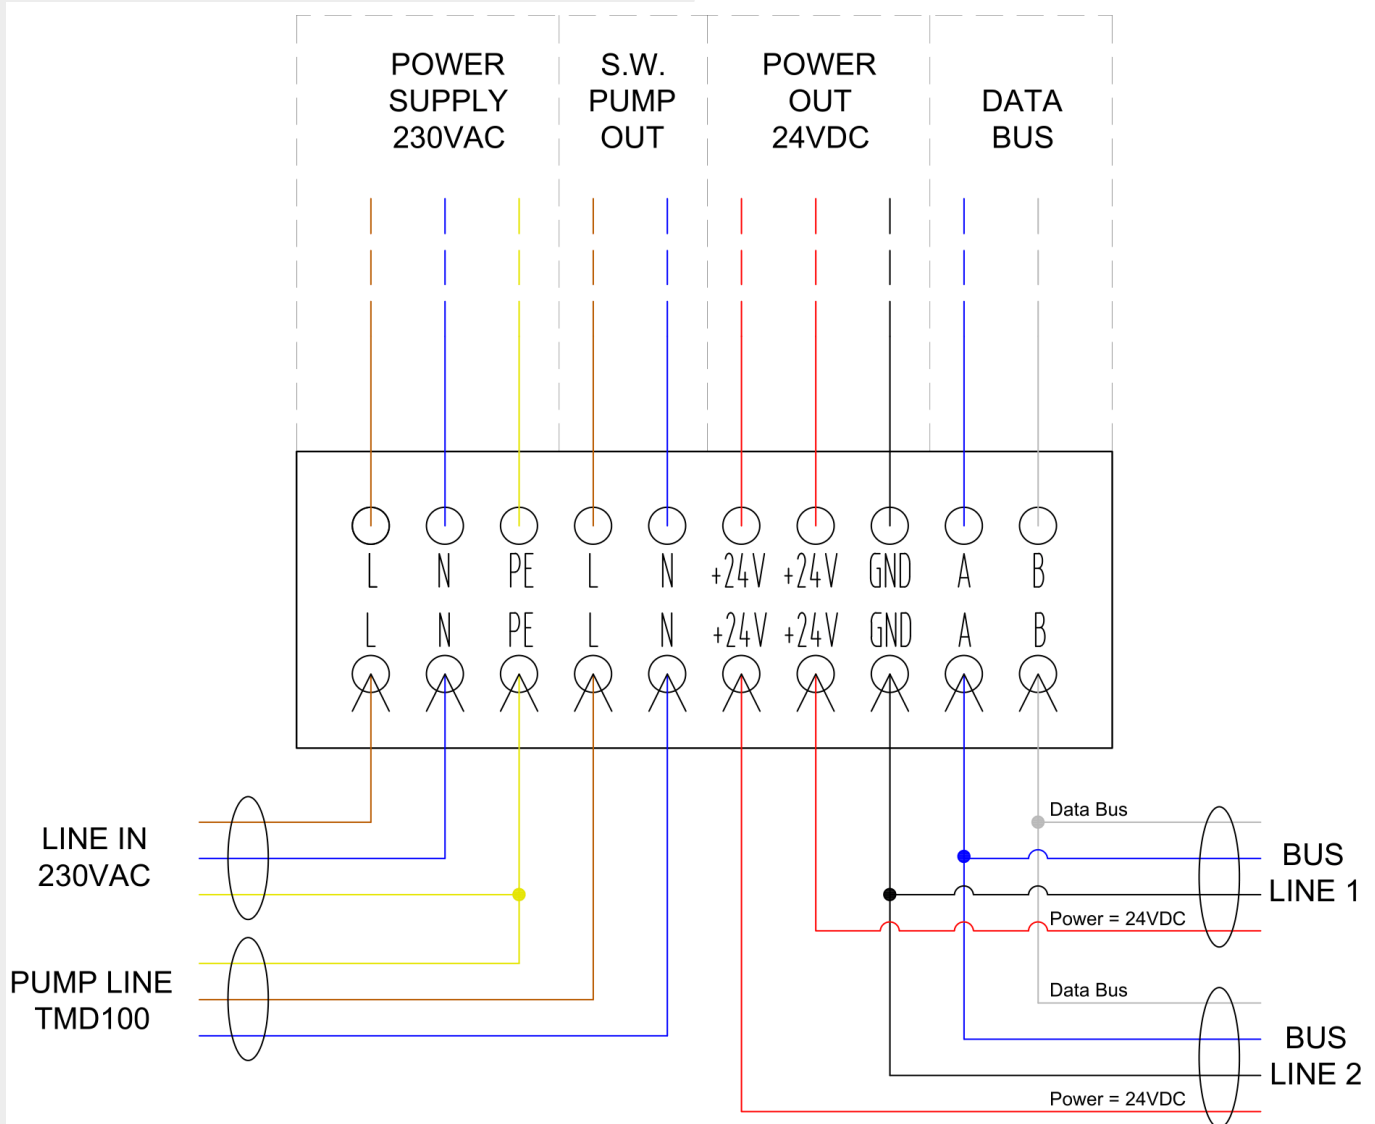 POWER
SUPPLY
230VAC
S.W.
PUMP
OUT
POWER
OUT
24VDC
DATA
BUS
L N PE L N +24V +24V GND A B
L N PE L N +24V +24V GND A B
LINE IN
230VAC
PUMP LINE
TMD100
Data Bus
BUS
LINE 1
Power = 24VDC
Data Bus
BUS
LINE 2
Power = 24VDC